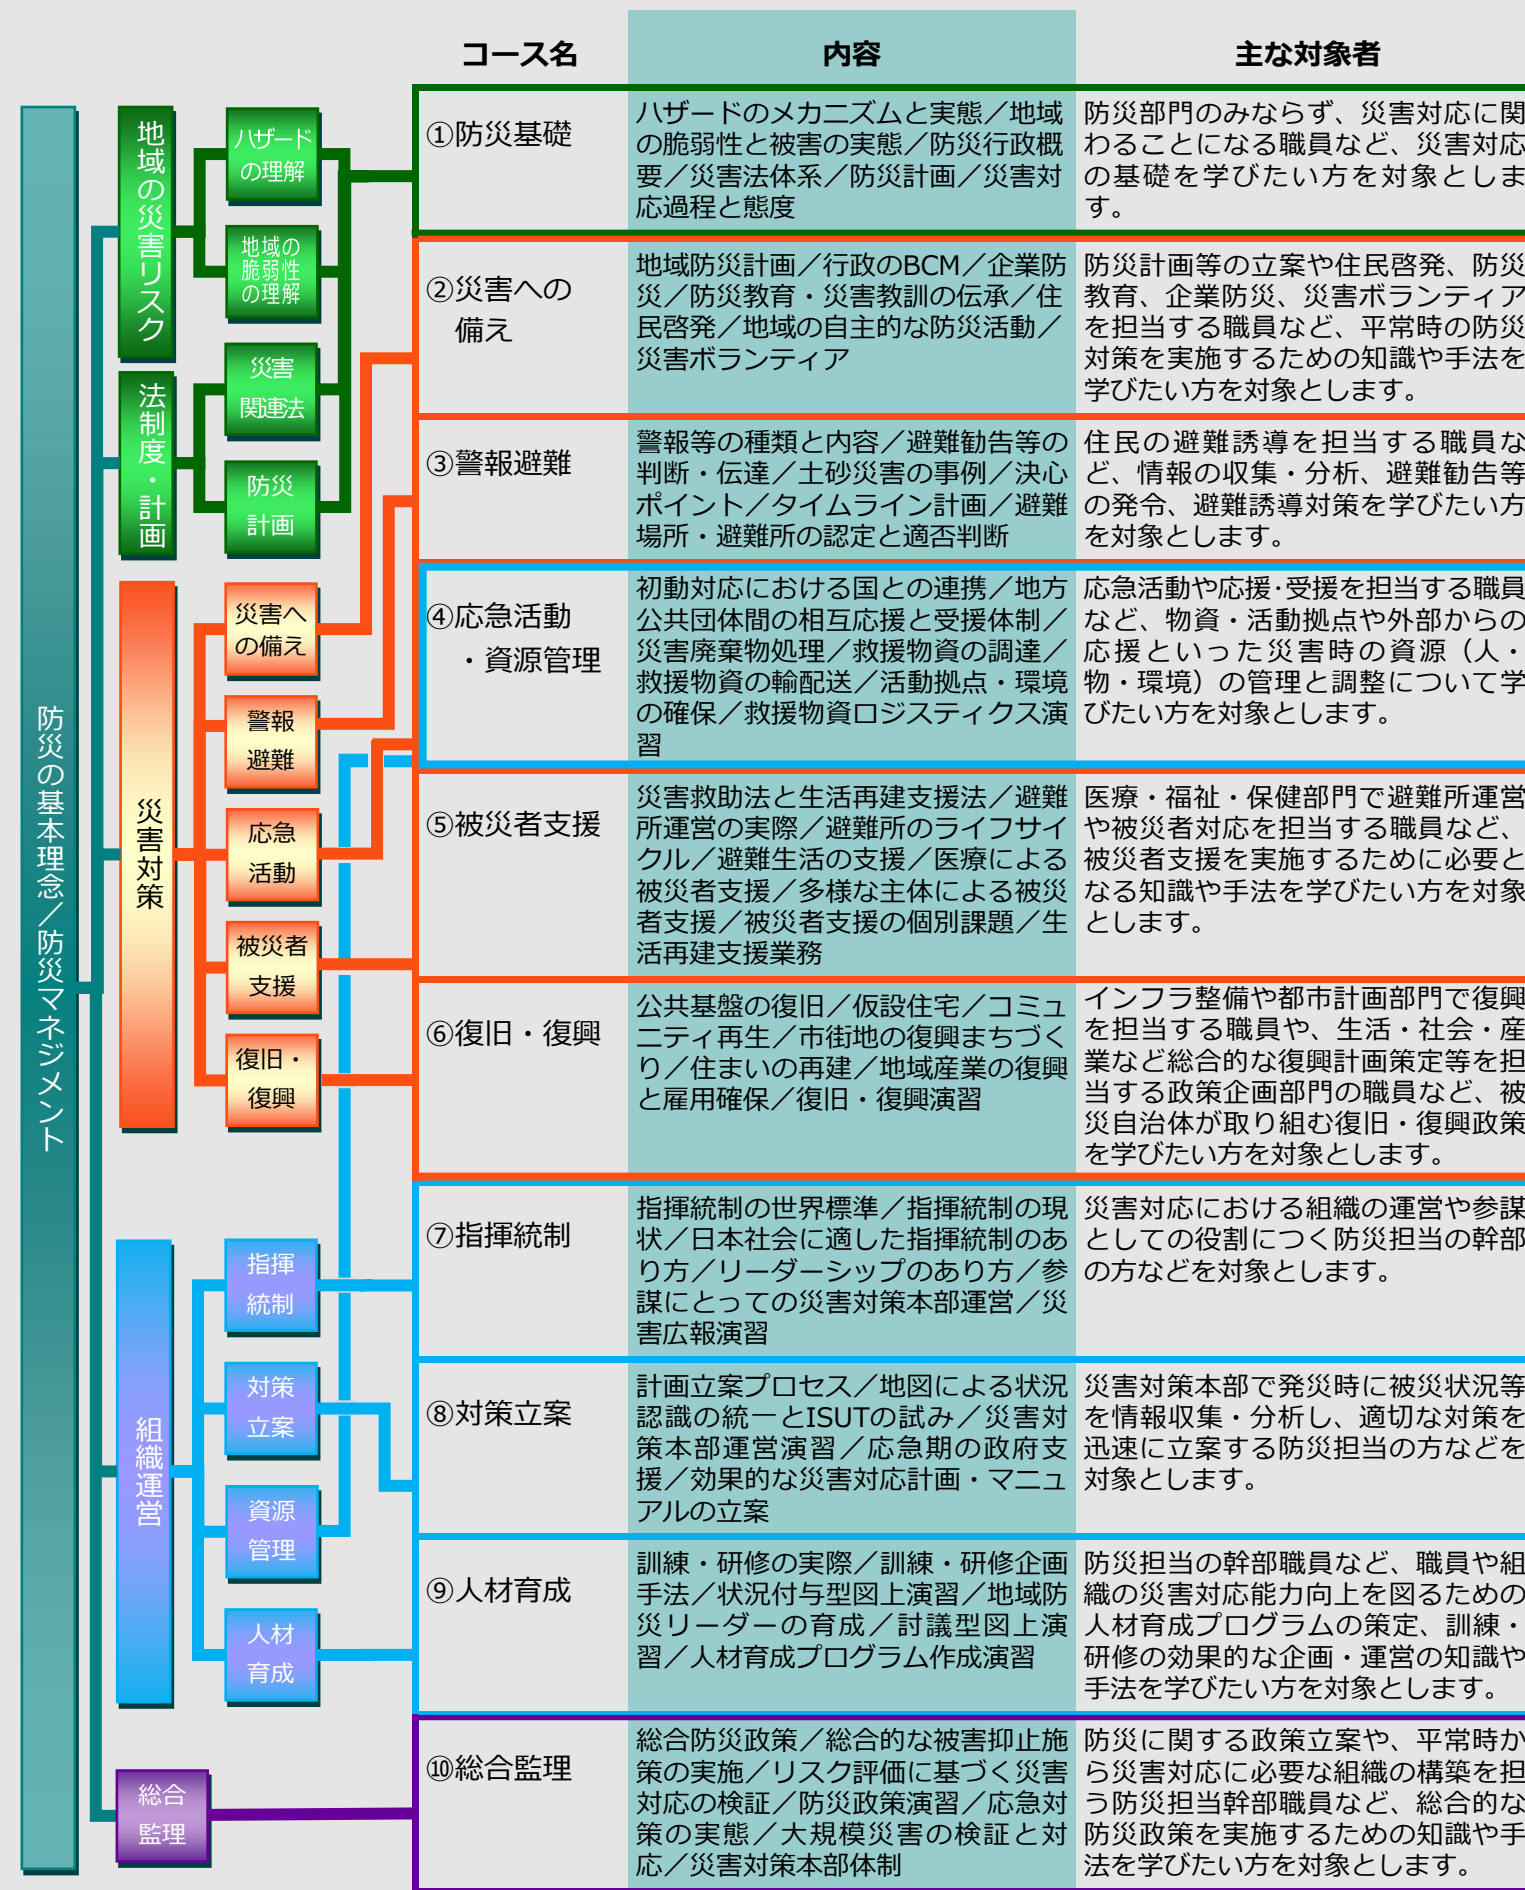 コース名
内容
主な対象者
防災の基本理念／防災マネジメント
地域の災害リスク
ハザード
の理解
地域の
脆弱性
の理解
法制度・計画
災害
関連法
防災
計画
災害対策
災害へ
の備え
警報
避難
応急
活動
被災者
支援
復旧・
復興
組織運営
指揮
統制
対策
立案
資源
管理
人材
育成
総合
監理
①防災基礎
ハザードのメカニズムと実態／地域
の脆弱性と被害の実態／防災行政概
要／災害法体系／防災計画／災害対
応過程と態度
防災部門のみならず、災害対応に関
わることになる職員など、災害対応
の基礎を学びたい方を対象としま
す。
②災害への
備え
地域防災計画／行政のBCM／企業防
災／防災教育・災害教訓の伝承／住
民啓発／地域の自主的な防災活動／
災害ボランティア
防災計画等の立案や住民啓発、防災
教育、企業防災、災害ボランティア
を担当する職員など、平常時の防災
対策を実施するための知識や手法を
学びたい方を対象とします。
③警報避難
警報等の種類と内容／避難勧告等の
判断・伝達／土砂災害の事例／決心
ポイント／タイムライン計画／避難
場所・避難所の認定と適否判断
住民の避難誘導を担当する職員な
ど、情報の収集・分析、避難勧告等
の発令、避難誘導対策を学びたい方
を対象とします。
④応急活動
・資源管理
初動対応における国との連携／地方
公共団体間の相互応援と受援体制／
災害廃棄物処理／救援物資の調達／
救援物資の輸配送／活動拠点・環境
の確保／救援物資ロジスティクス演
習
応急活動や応援･受援を担当する職員
など、物資・活動拠点や外部からの
応援といった災害時の資源（人・
物・環境）の管理と調整について学
びたい方を対象とします。
⑤被災者支援
災害救助法と生活再建支援法／避難
所運営の実際／避難所のライフサイ
クル／避難生活の支援／医療による
被災者支援／多様な主体による被災
者支援／被災者支援の個別課題／生
活再建支援業務
医療・福祉・保健部門で避難所運営
や被災者対応を担当する職員など、
被災者支援を実施するために必要と
なる知識や手法を学びたい方を対象
とします。
⑥復旧・復興
公共基盤の復旧／仮設住宅／コミュ
ニティ再生／市街地の復興まちづく
り／住まいの再建／地域産業の復興
と雇用確保／復旧・復興演習
インフラ整備や都市計画部門で復興
を担当する職員や、生活・社会・産
業など総合的な復興計画策定等を担
当する政策企画部門の職員など、被
災自治体が取り組む復旧・復興政策
を学びたい方を対象とします。
⑦指揮統制
指揮統制の世界標準／指揮統制の現
状／日本社会に適した指揮統制のあ
り方／リーダーシップのあり方／参
謀にとっての災害対策本部運営／災
害広報演習
災害対応における組織の運営や参謀
としての役割につく防災担当の幹部
の方などを対象とします。
⑧対策立案
計画立案プロセス／地図による状況
認識の統一とISUTの試み／災害対
策本部運営演習／応急期の政府支
援／効果的な災害対応計画・マニュ
アルの立案
災害対策本部で発災時に被災状況等
を情報収集・分析し、適切な対策を
迅速に立案する防災担当の方などを
対象とします。
⑨人材育成
訓練・研修の実際／訓練・研修企画
手法／状況付与型図上演習／地域防
災リーダーの育成／討議型図上演
習／人材育成プログラム作成演習
防災担当の幹部職員など、職員や組
織の災害対応能力向上を図るための
人材育成プログラムの策定、訓練・
研修の効果的な企画・運営の知識や
手法を学びたい方を対象とします。
⑩総合監理
総合防災政策／総合的な被害抑止施
策の実施／リスク評価に基づく災害
対応の検証／防災政策演習／応急対
策の実態／大規模災害の検証と対
応／災害対策本部体制
防災に関する政策立案や、平常時か
ら災害対応に必要な組織の構築を担
う防災担当幹部職員など、総合的な
防災政策を実施するための知識や手
法を学びたい方を対象とします。